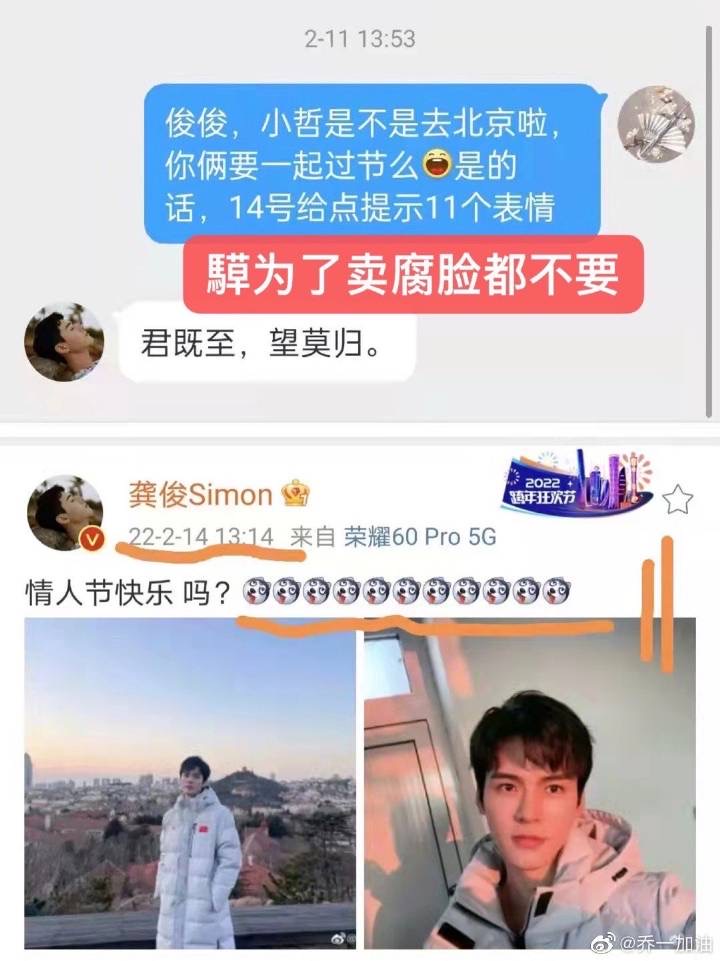 2-11 13:53
俊俊，小哲是不是去北京啦，
你俩要一起过节么😄是的
话，14号给点提示11个表情
驆为了卖腐脸都不要
君既至，望莫归。
龚俊Simon
2022
跨年狂欢节
22-2-14 13:14 来自 荣耀60 Pro 5G
情人节快乐 吗？
@乔一加油